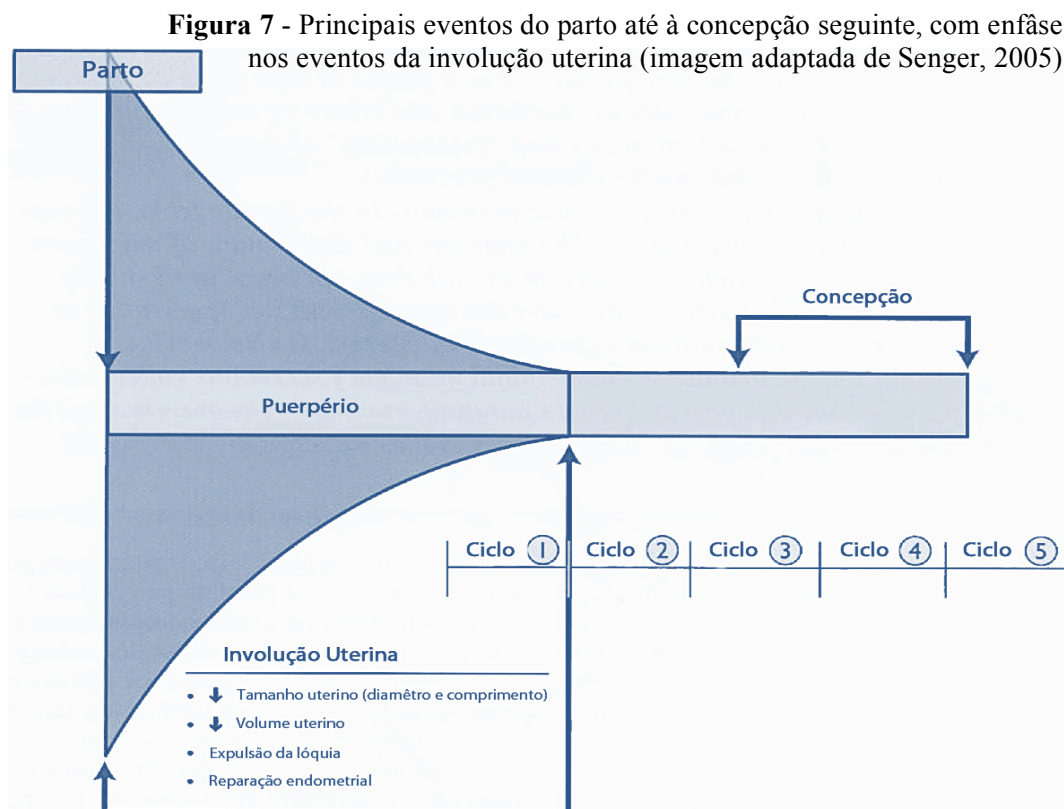 Figura 7 - Principais eventos do parto até à concepção seguinte, com enfâse
nos eventos da involução uterina (imagem adaptada de Senger, 2005)
Parto
Concepção
Puerpério
Ciclo 1 Ciclo 2 Ciclo 3 Ciclo 4 Ciclo 5
Involução Uterina
• ↓ Tamanho uterino (diamêtro e comprimento)
• ↓ Volume uterino
• Expulsão da lóquia
• Reparação endometrial